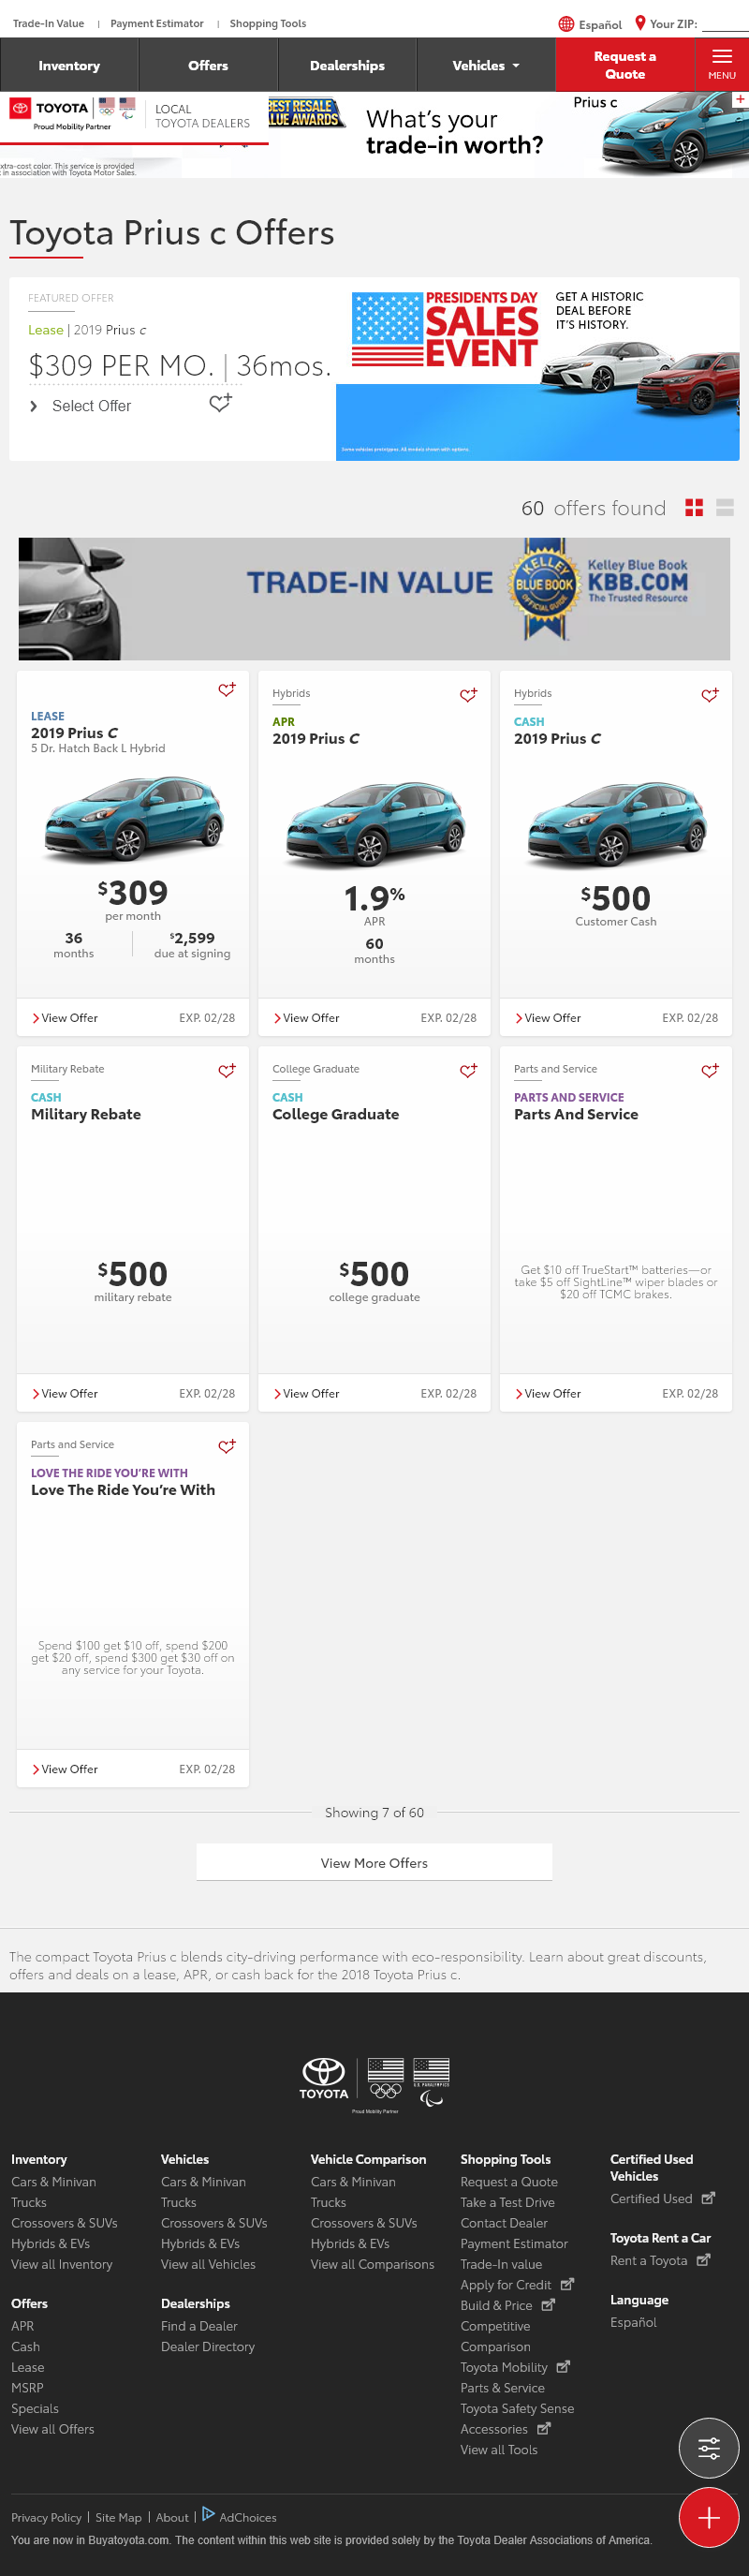 Trade-In Value | Payment Estimator | Shopping Tools
Español Your ZIP:
Inventory Offers Dealerships Vehicles Request a Quote MENU
TOYOTA LOCAL TOYOTA DEALERS
Proud Mobility Partner
BEST RESALE
VALUE AWARDS
What's your
trade-in worth?
Prius c
extra-cost color. This service is provided
in association with Toyota Motor Sales.
Toyota Prius c Offers
FEATURED OFFER
Lease | 2019 Prius c
$309 PER MO. | 36mos.
Select Offer
PRESIDENTS DAY
SALES
EVENT
GET A HISTORIC
DEAL BEFORE
IT'S HISTORY.
Some vehicles prototypes. All models shown with options.
60 offers found
TRADE-IN VALUE
KELLEY
BLUE BOOK
OFFICIAL GUIDE
Kelley Blue Book
KBB.COM
The Trusted Resource
LEASE
2019 Prius C
5 Dr. Hatch Back L Hybrid
$309
per month
36
months
$2,599
due at signing
View Offer EXP. 02/28
Hybrids
APR
2019 Prius C
1.9%
APR
60
months
View Offer EXP. 02/28
Hybrids
CASH
2019 Prius C
$500
Customer Cash
View Offer EXP. 02/28
Military Rebate
CASH
Military Rebate
$500
military rebate
View Offer EXP. 02/28
College Graduate
CASH
College Graduate
$500
college graduate
View Offer EXP. 02/28
Parts and Service
PARTS AND SERVICE
Parts And Service
Get $10 off TrueStart™ batteries—or
take $5 off SightLine™ wiper blades or
$20 off TCMC brakes.
View Offer EXP. 02/28
Parts and Service
LOVE THE RIDE YOU'RE WITH
Love The Ride You're With
Spend $100 get $10 off, spend $200
get $20 off, spend $300 get $30 off on
any service for your Toyota.
View Offer EXP. 02/28
Showing 7 of 60
View More Offers
The compact Toyota Prius c blends city-driving performance with eco-responsibility. Learn about great discounts,
offers and deals on a lease, APR, or cash back for the 2018 Toyota Prius c.
TOYOTA
U.S. PARALYMPICS
Proud Mobility Partner
Inventory
Cars & Minivan
Trucks
Crossovers & SUVs
Hybrids & EVs
View all Inventory
Offers
APR
Cash
Lease
MSRP
Specials
View all Offers
Vehicles
Cars & Minivan
Trucks
Crossovers & SUVs
Hybrids & EVs
View all Vehicles
Dealerships
Find a Dealer
Dealer Directory
Vehicle Comparison
Cars & Minivan
Trucks
Crossovers & SUVs
Hybrids & EVs
View all Comparisons
Shopping Tools
Request a Quote
Take a Test Drive
Contact Dealer
Payment Estimator
Trade-In value
Apply for Credit
Build & Price
Competitive
Comparison
Toyota Mobility
Parts & Service
Toyota Safety Sense
Accessories
View all Tools
Certified Used
Vehicles
Certified Used
Toyota Rent a Car
Rent a Toyota
Language
Español
Privacy Policy | Site Map | About | AdChoices
You are now in Buyatoyota.com. The content within this web site is provided solely by the Toyota Dealer Associations of America.